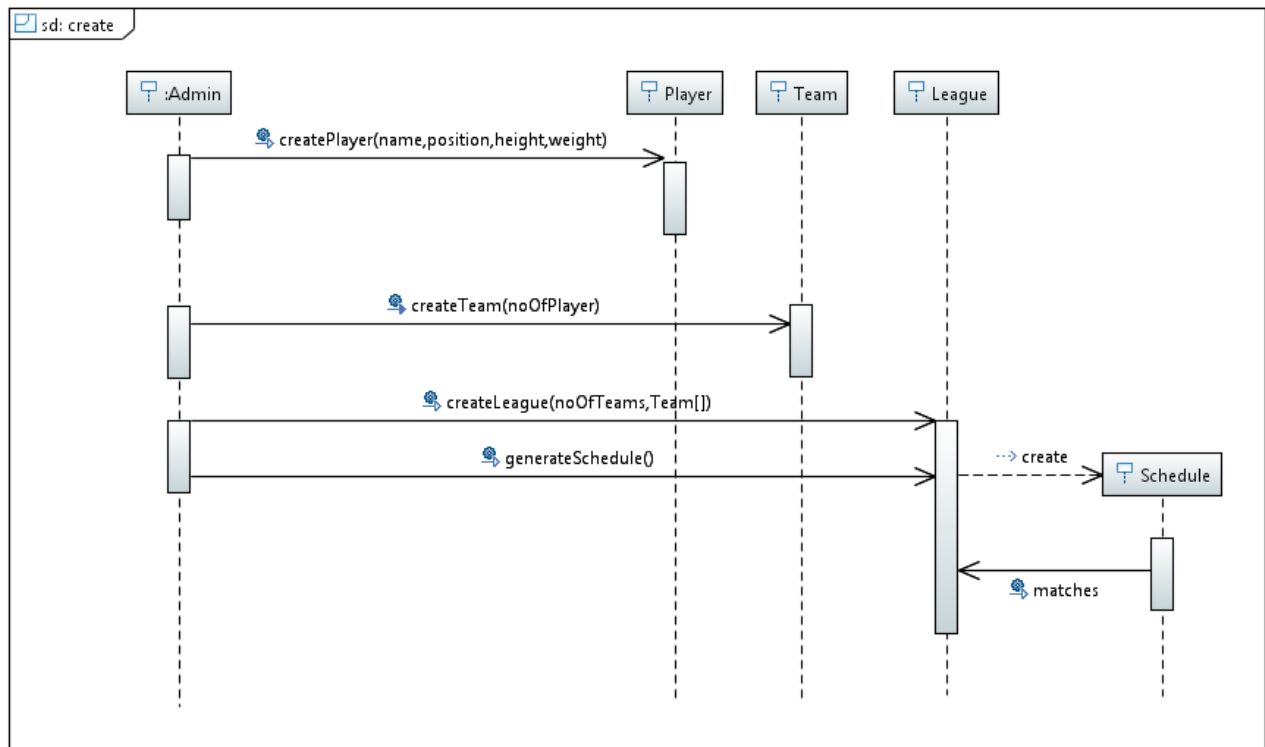 sd: create
:Admin
Player
Team
League
createPlayer(name,position,height,weight)
createTeam(noOfPlayer)
createLeague(noOfTeams,Team[])
generateSchedule()
create
Schedule
matches